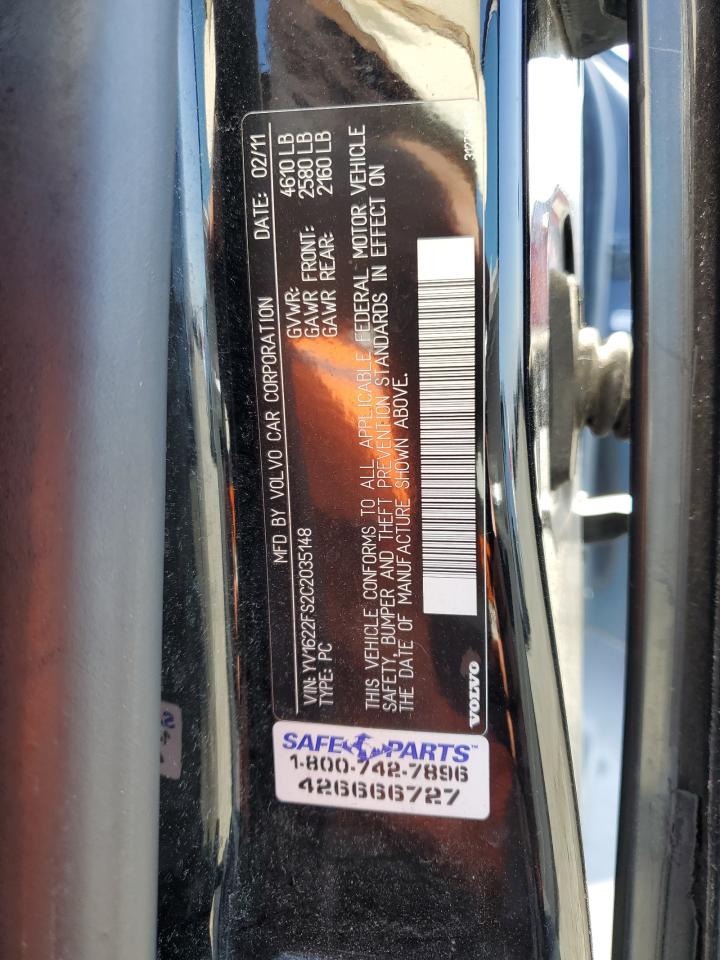 MFD BY VOLVO CAR CORPORATION DATE: 02/11
VIN: YV1622FS2C2035148 GVWR: 4610 LB
TYPE: PC GAWR FRONT: 2580 LB
GAWR REAR: 2160 LB
THIS VEHICLE CONFORMS TO ALL APPLICABLE FEDERAL MOTOR VEHICLE
SAFETY, BUMPER AND THEFT PREVENTION STANDARDS IN EFFECT ON
THE DATE OF MANUFACTURE SHOWN ABOVE.
VOLVO
SAFE PARTS™
1-800-742-7896
426666727